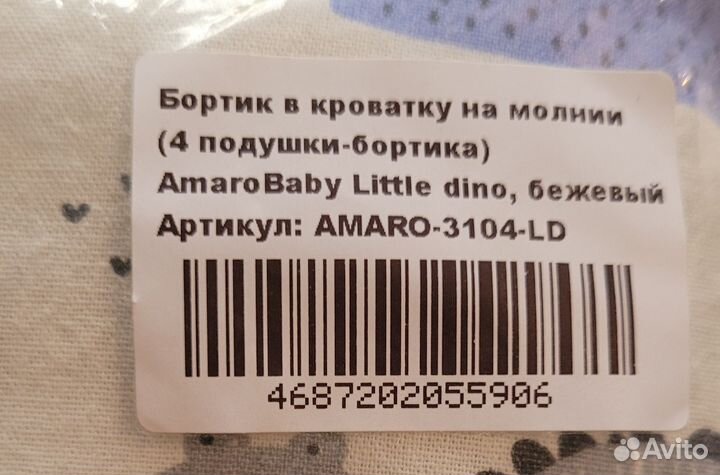 Бортик в кроватку на молнии
(4 подушки-бортика)
AmaroBaby Little dino, бежевый
Артикул: AMARO-3104-LD
4687202055906
Avito